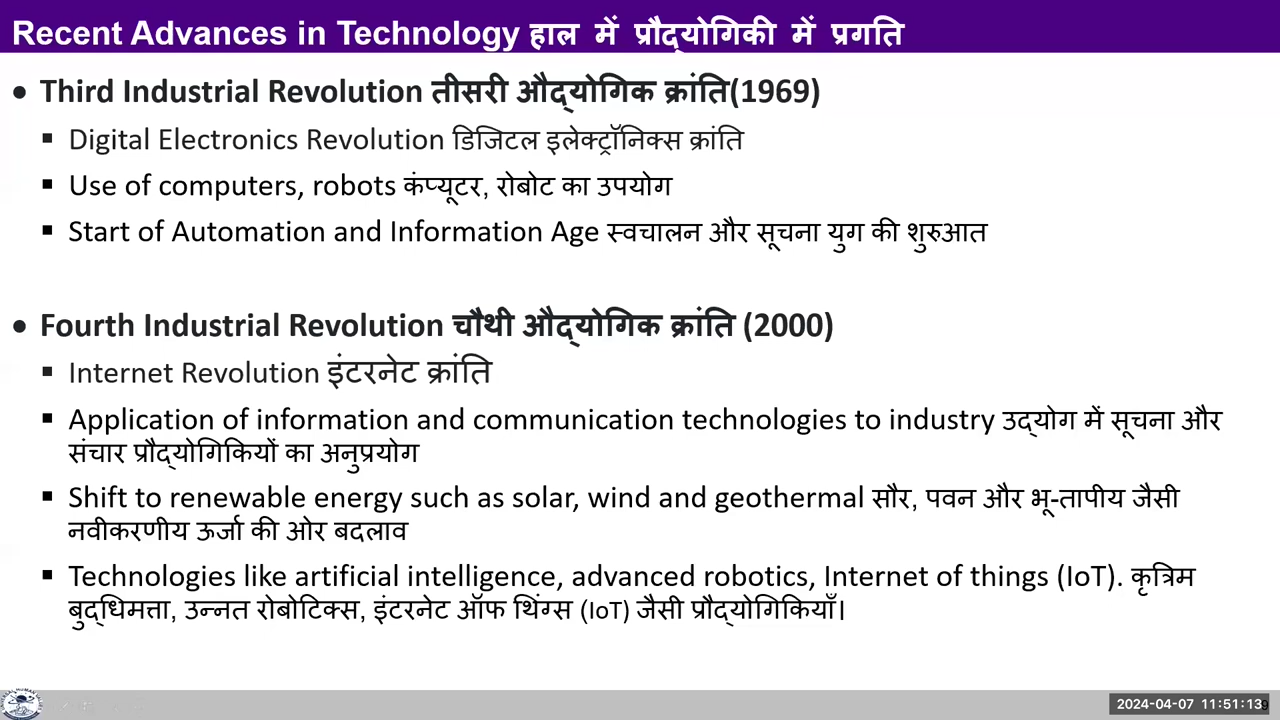 Recent Advances in Technology हाल में प्रौद्योगिकी में प्रगति
• Third Industrial Revolution तीसरी औद्योगिक क्रांति(1969)
▪ Digital Electronics Revolution डिजिटल इलेक्ट्रॉनिक्स क्रांति
▪ Use of computers, robots कंप्यूटर, रोबोट का उपयोग
▪ Start of Automation and Information Age स्वचालन और सूचना युग की शुरुआत
• Fourth Industrial Revolution चौथी औद्योगिक क्रांति (2000)
▪ Internet Revolution इंटरनेट क्रांति
▪ Application of information and communication technologies to industry उद्योग में सूचना और
संचार प्रौद्योगिकियों का अनुप्रयोग
▪ Shift to renewable energy such as solar, wind and geothermal सौर, पवन और भू-तापीय जैसी
नवीकरणीय ऊर्जा की ओर बदलाव
▪ Technologies like artificial intelligence, advanced robotics, Internet of things (IoT). कृत्रिम
बुद्धिमत्ता, उन्नत रोबोटिक्स, इंटरनेट ऑफ थिंग्स (IoT) जैसी प्रौद्योगिकियाँ।
2024-04-07 11:51:13